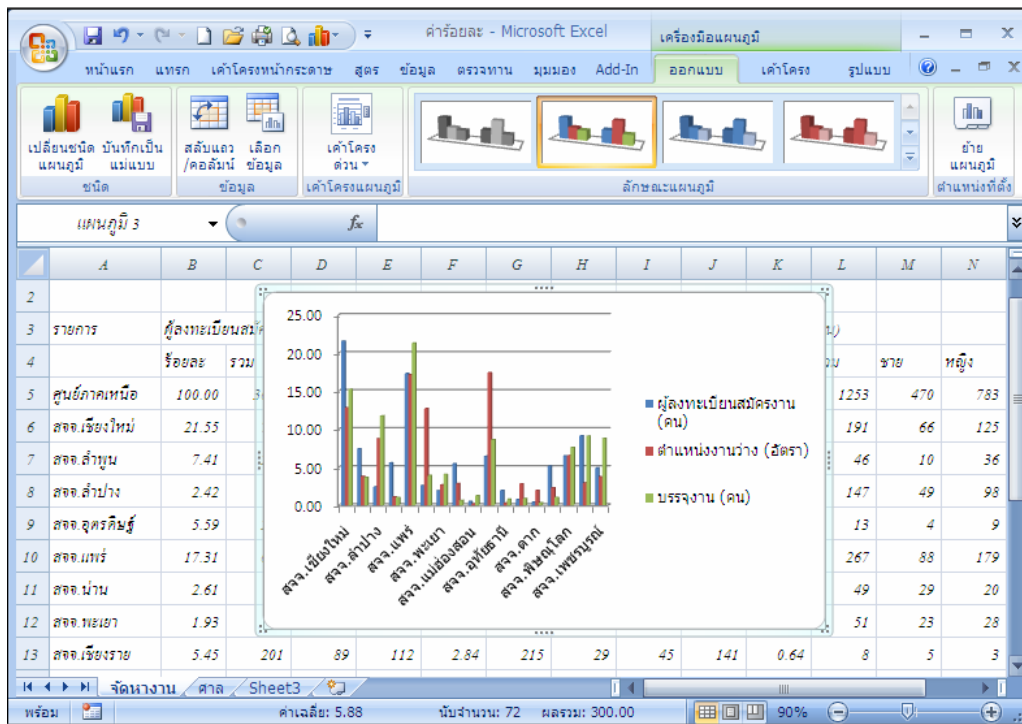 ค่าร้อยละ - Microsoft Excel
เครื่องมือแผนภูมิ
หน้าแรก แทรก เค้าโครงหน้ากระดาษ สูตร ข้อมูล ตรวจทาน มุมมอง Add-In ออกแบบ เค้าโครง รูปแบบ
เปลี่ยนชนิด บันทึกเป็น สลับแถว เลือก เค้าโครง ย้าย
แผนภูมิ แม่แบบ /คอลัมน์ ข้อมูล ด่วน แผนภูมิ
ชนิด ข้อมูล เค้าโครงแผนภูมิ ลักษณะแผนภูมิ ตำแหน่งที่ตั้ง
แผนภูมิ 3 fx
A B C D E F G H I J K L M N
2
3 รายการ
4 ร้อยละ ชาย หญิง
5 ศูนย์ภาคเหนือ 100.00 1253 470 783
6 สจจ.เชียงใหม่ 21.55 191 66 125
7 สจจ.ลำพูน 7.41 46 10 36
8 สจจ.ลำปาง 2.42 147 49 98
9 สจจ.อุตรดิษฐ์ 5.59 13 4 9
10 สจจ.แพร่ 17.31 267 88 179
11 สจจ.น่าน 2.61 49 29 20
12 สจจ.พะเยา 1.93 51 23 28
13 สจจ.เชียงราย 5.45 201 89 112 2.84 215 29 45 141 0.64 8 5 3
25.00
20.00
15.00
10.00
5.00
0.00
สจจ.เชียงใหม่
สจจ.ลำปาง
สจจ.แพร่
สจจ.พะเยา
สจจ.แม่ฮ่องสอน
สจจ.อุทัยธานี
สจจ.ตาก
สจจ.พิษณุโลก
สจจ.เพชรบูรณ์
ผู้ลงทะเบียนสมัครงาน
(คน)
ตำแหน่งงานว่าง (อัตรา)
บรรจุงาน (คน)
จัดหางาน ศาล Sheet3
พร้อม ค่าเฉลี่ย: 5.88 นับจำนวน: 72 ผลรวม: 300.00 90%